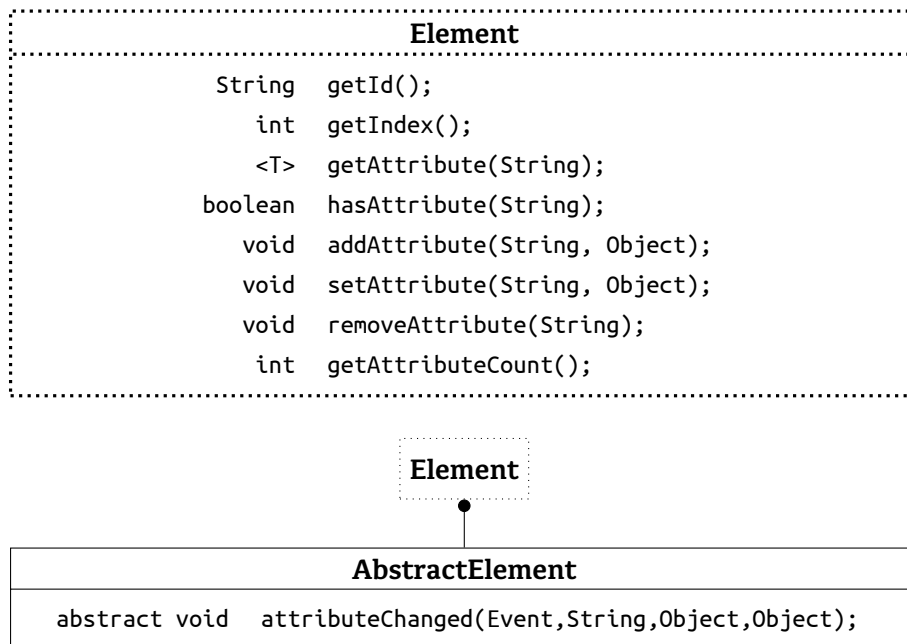 Element
String getId();
int getIndex();
<T> getAttribute(String);
boolean hasAttribute(String);
void addAttribute(String, Object);
void setAttribute(String, Object);
void removeAttribute(String);
int getAttributeCount();
Element
AbstractElement
abstract void attributeChanged(Event,String,Object,Object);